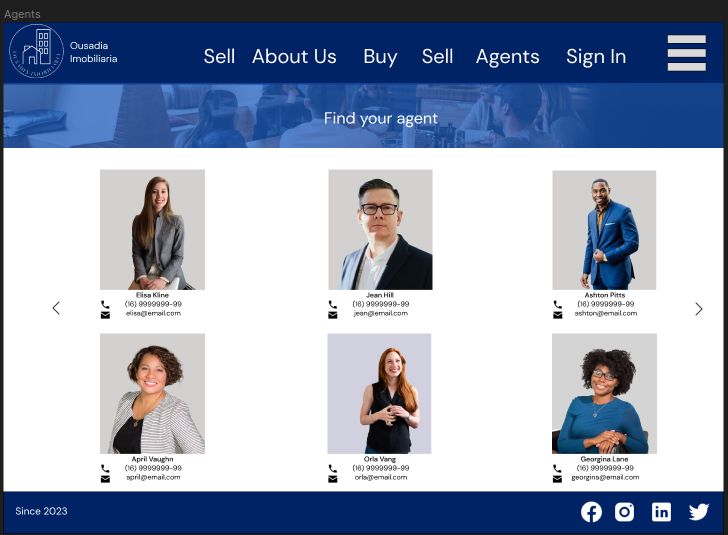 Agents
Ousadia
Imobiliaria
OUSADIA IMOBILIARIA
Sell About Us Buy Sell Agents Sign In
Find your agent
Elisa Kline
(16) 9999999-99
elisa@email.com
Jean Hill
(16) 9999999-99
jean@email.com
Ashton Pitts
(16) 9999999-99
ashton@email.com
April Vaughn
(16) 9999999-99
april@email.com
Orla Vang
(16) 9999999-99
orla@email.com
Georgina Lane
(16) 9999999-99
georgina@email.com
Since 2023